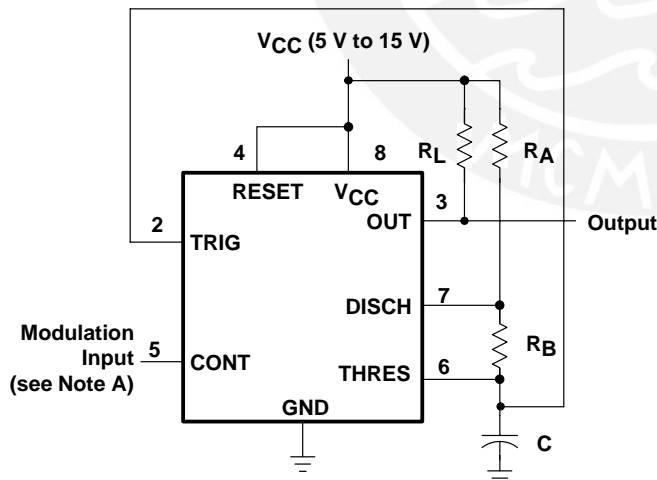 VCC (5 V to 15 V)
4
8
RL
RA
RESET
VCC
3
2
OUT
Output
TRIG
7
DISCH
Modulation
Input
(see Note A)
5
CONT
RB
6
THRES
GND
C